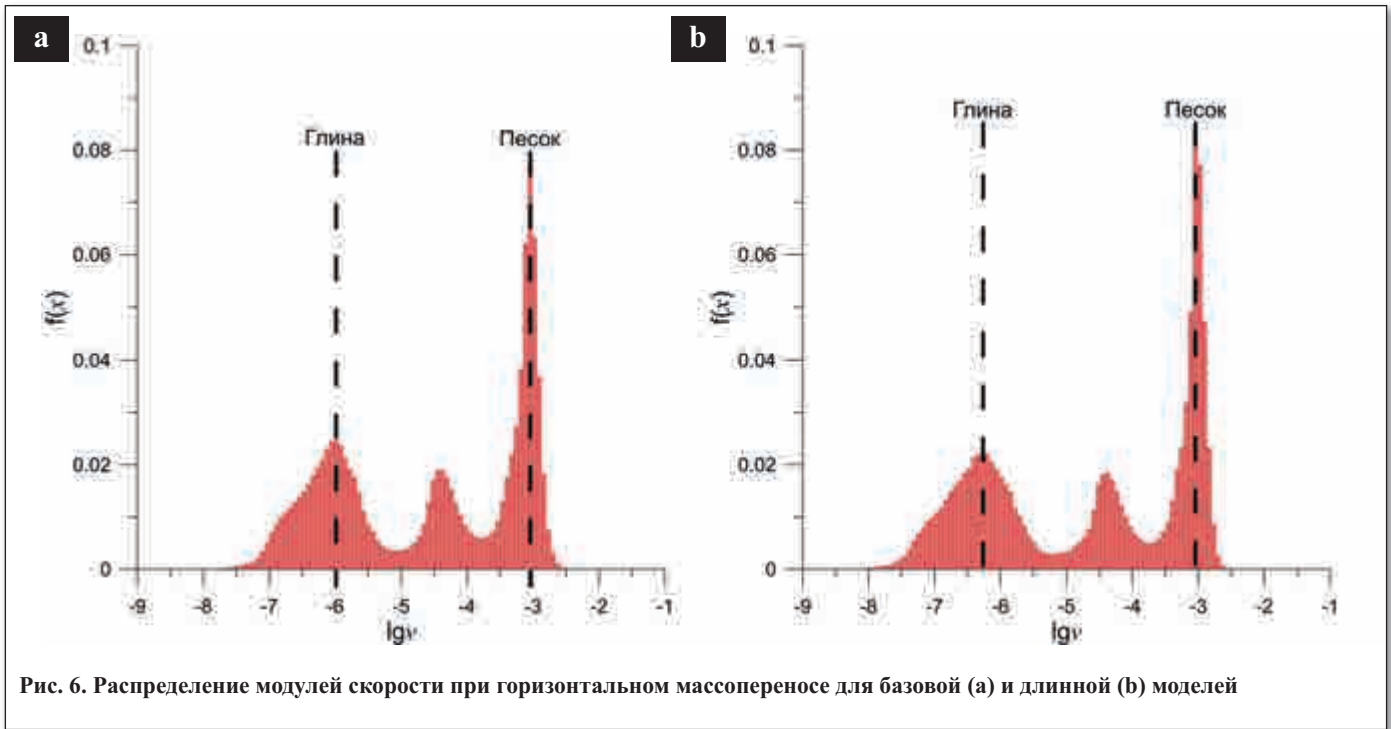 a
0.1
0.08
0.06
0.04
0.02
0
f(x)
Глина
Песок
-9 -8 -7 -6 -5 -4 -3 -2 -1
lgv
b
0.1
0.08
0.06
0.04
0.02
0
f(x)
Глина
Песок
-9 -8 -7 -6 -5 -4 -3 -2 -1
lgv
Рис. 6. Распределение модулей скорости при горизонтальном массопереносе для базовой (a) и длинной (b) моделей